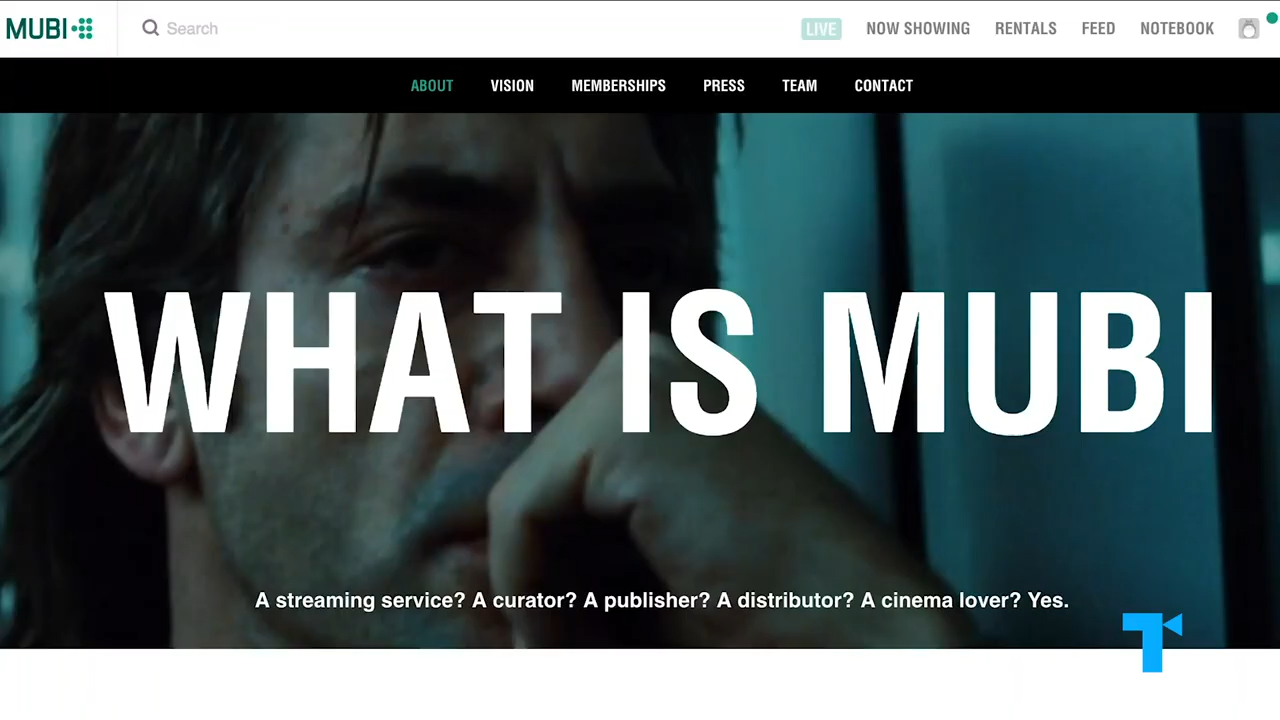 MUBI
Search
LIVE
NOW SHOWING
RENTALS
FEED
NOTEBOOK
ABOUT
VISION
MEMBERSHIPS
PRESS
TEAM
CONTACT
WHAT IS MUBI
A streaming service? A curator? A publisher? A distributor? A cinema lover? Yes.